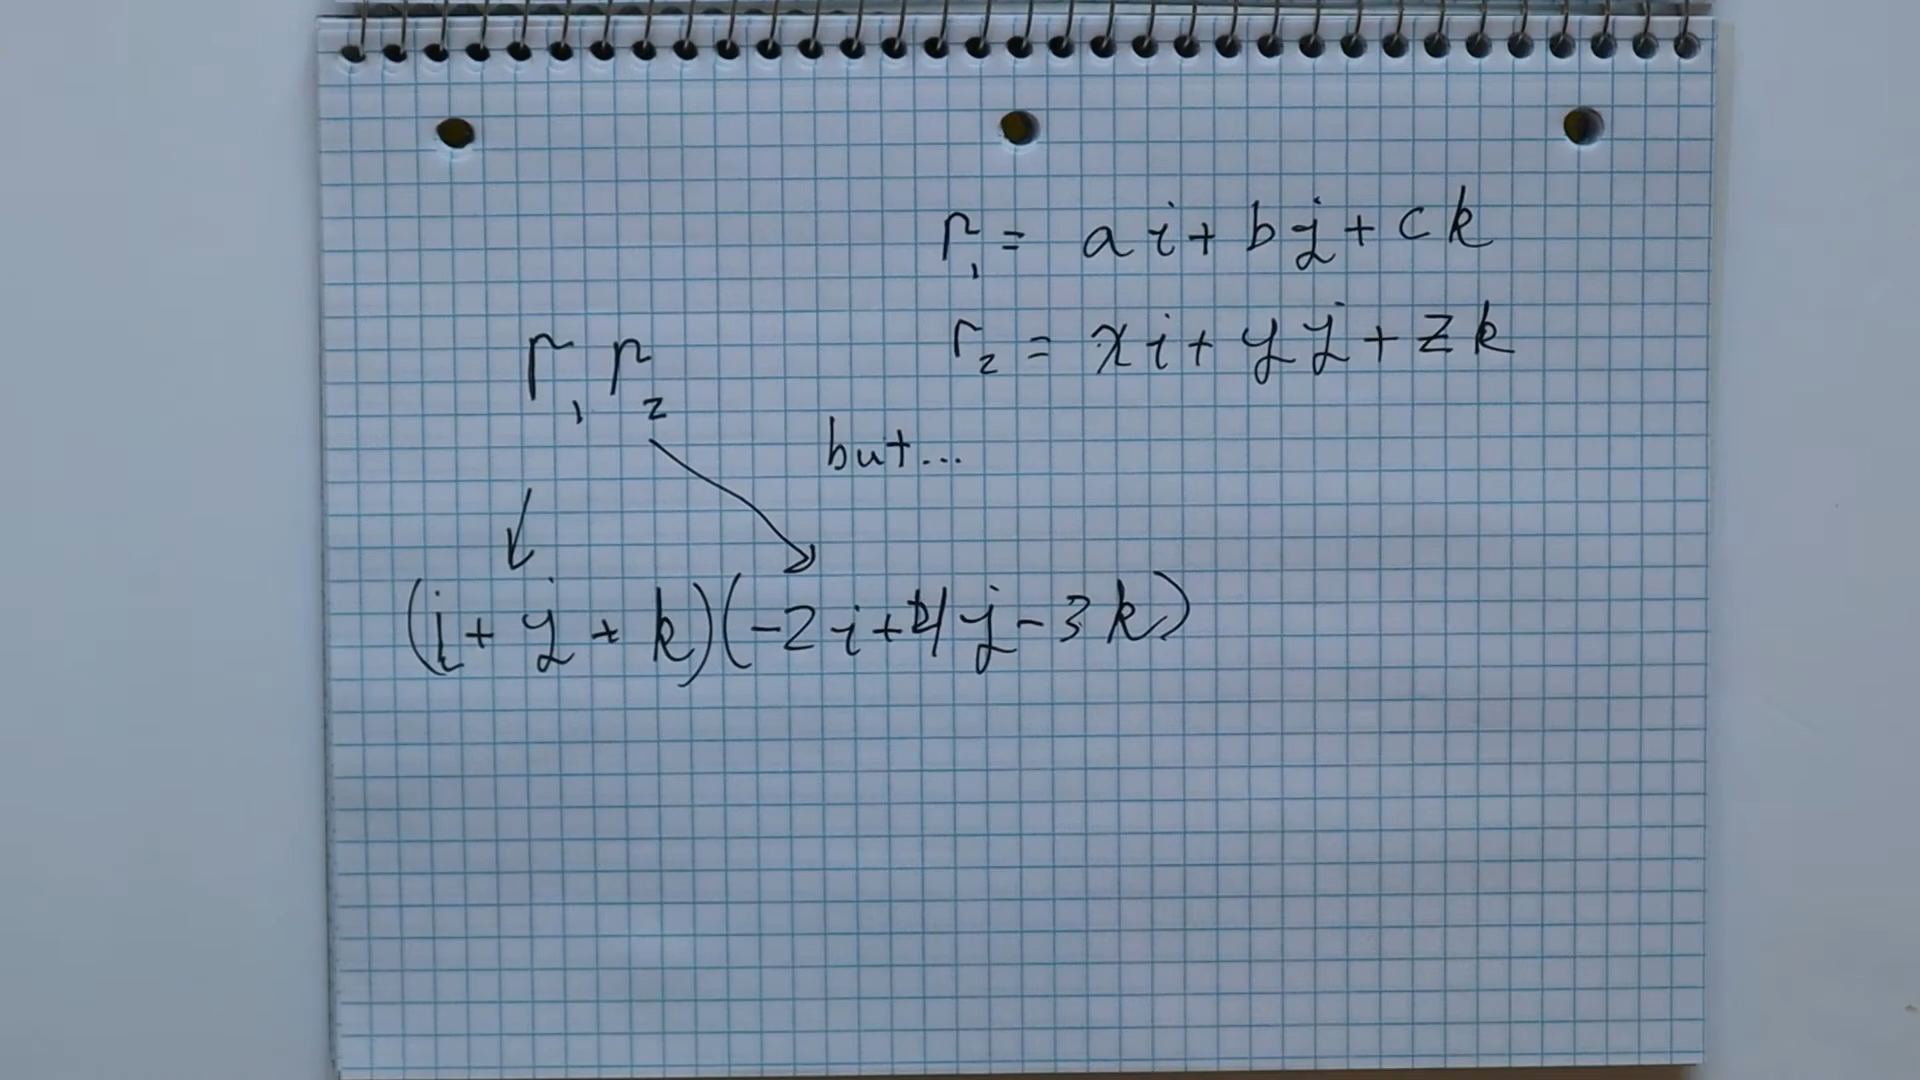 r₁ = ai + bj + ck
r₂ = xi + yj + zk
r₁ r₂
but...
(i + j + k)(-2i + 4j - 3k)